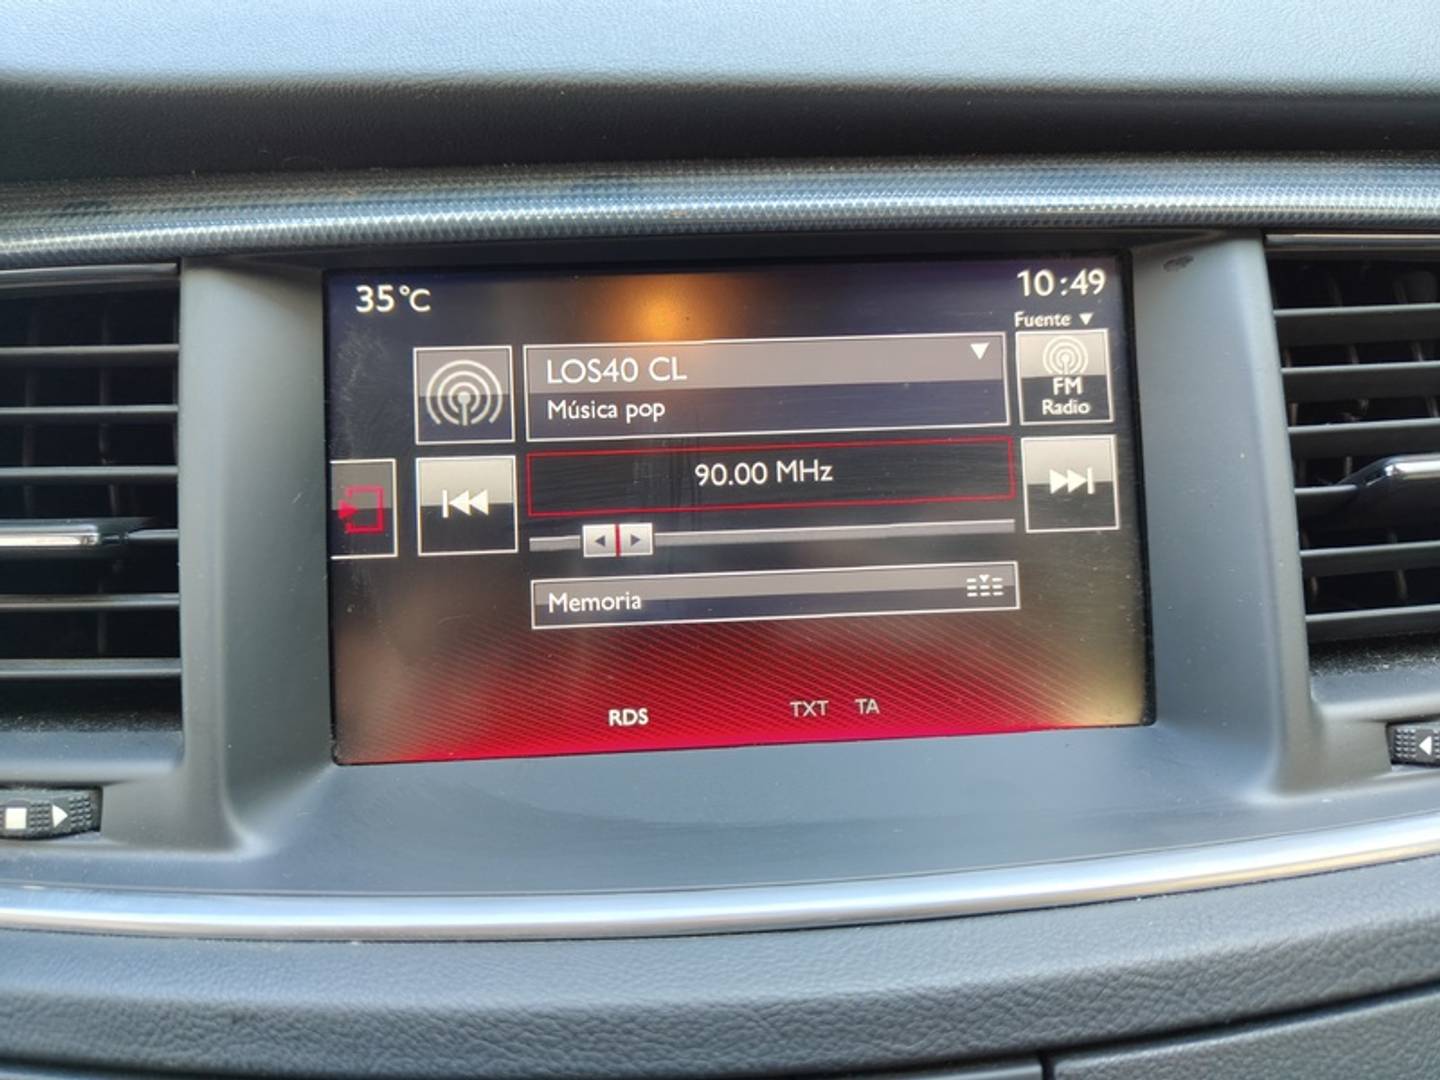 35°C
10:49
Fuente
LOS40 CL
Música pop
FM
Radio
90.00 MHz
Memoria
RDS
TXT
TA